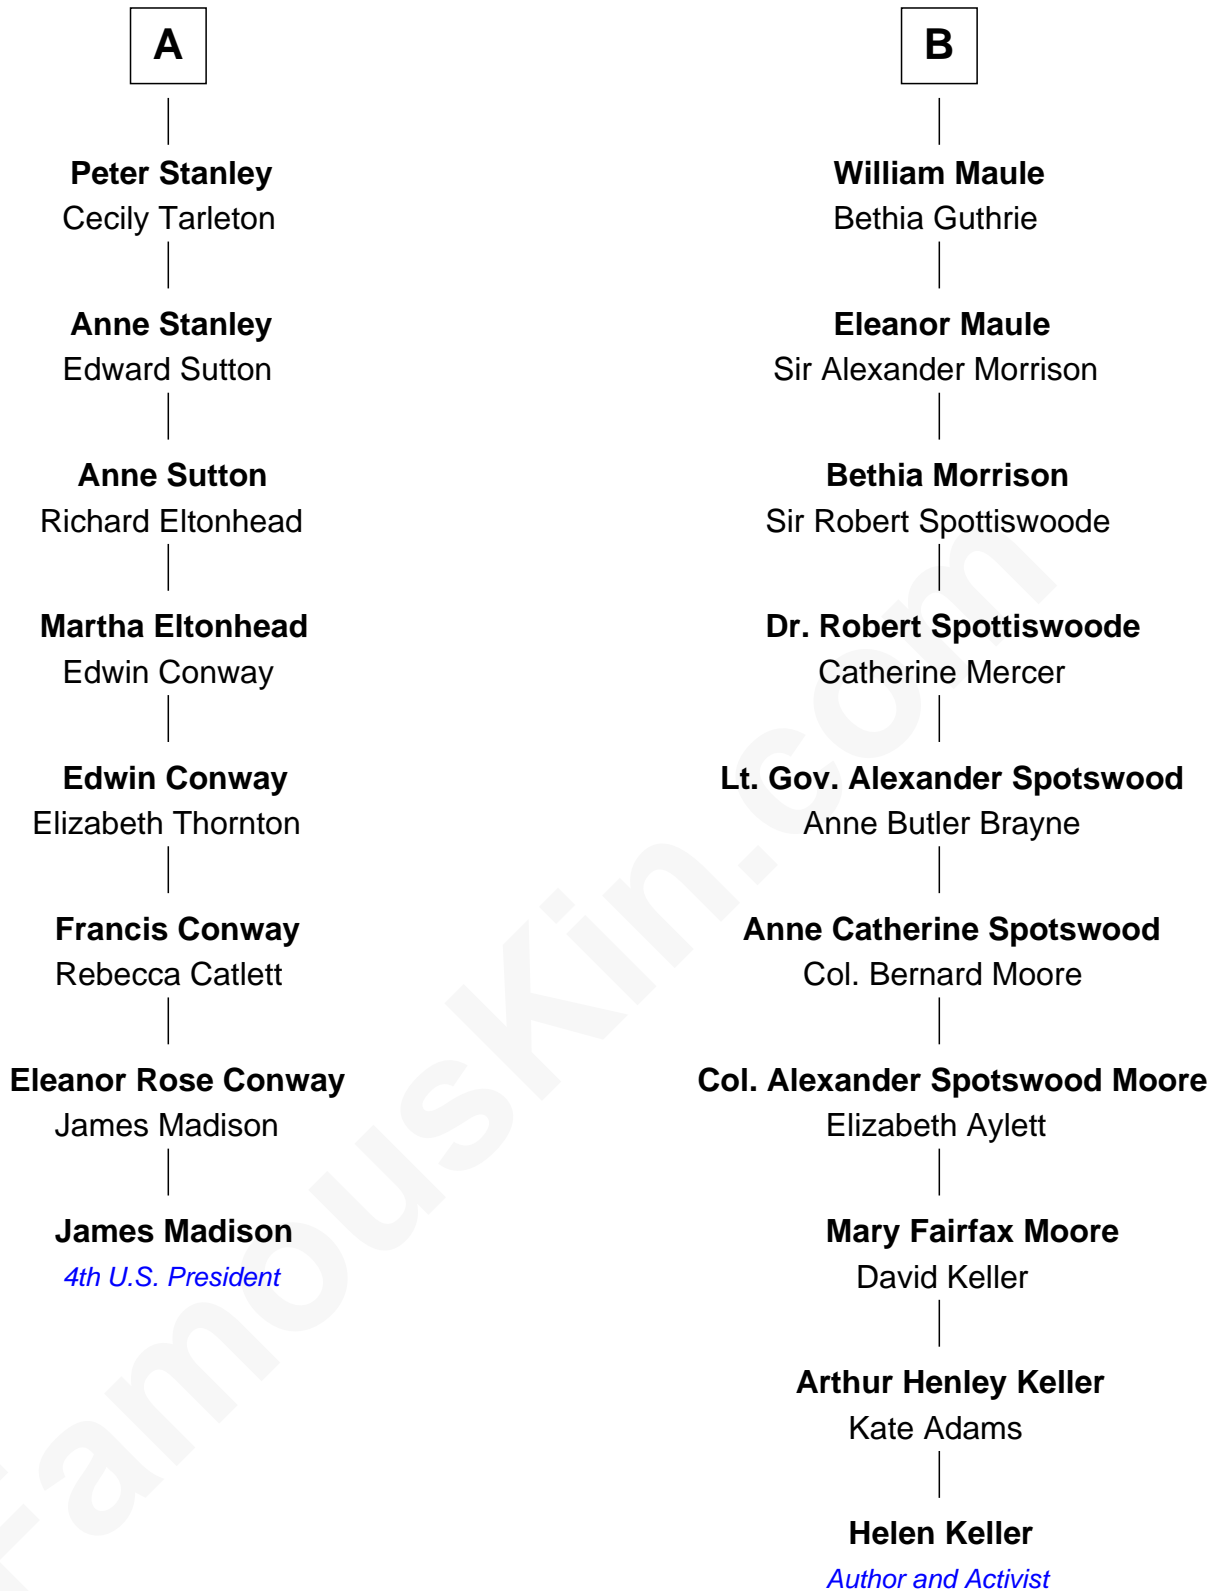 A
Peter Stanley
Cecily Tarleton
Anne Stanley
Edward Sutton
Anne Sutton
Richard Eltonhead
Martha Eltonhead
Edwin Conway
Edwin Conway
Elizabeth Thornton
Francis Conway
Rebecca Catlett
Eleanor Rose Conway
James Madison
James Madison
4th U.S. President
B
William Maule
Bethia Guthrie
Eleanor Maule
Sir Alexander Morrison
Bethia Morrison
Sir Robert Spottiswoode
Dr. Robert Spottiswoode
Catherine Mercer
Lt. Gov. Alexander Spotswood
Anne Butler Brayne
Anne Catherine Spotswood
Col. Bernard Moore
Col. Alexander Spotswood Moore
Elizabeth Aylett
Mary Fairfax Moore
David Keller
Arthur Henley Keller
Kate Adams
Helen Keller
Author and Activist
FamousKin.com